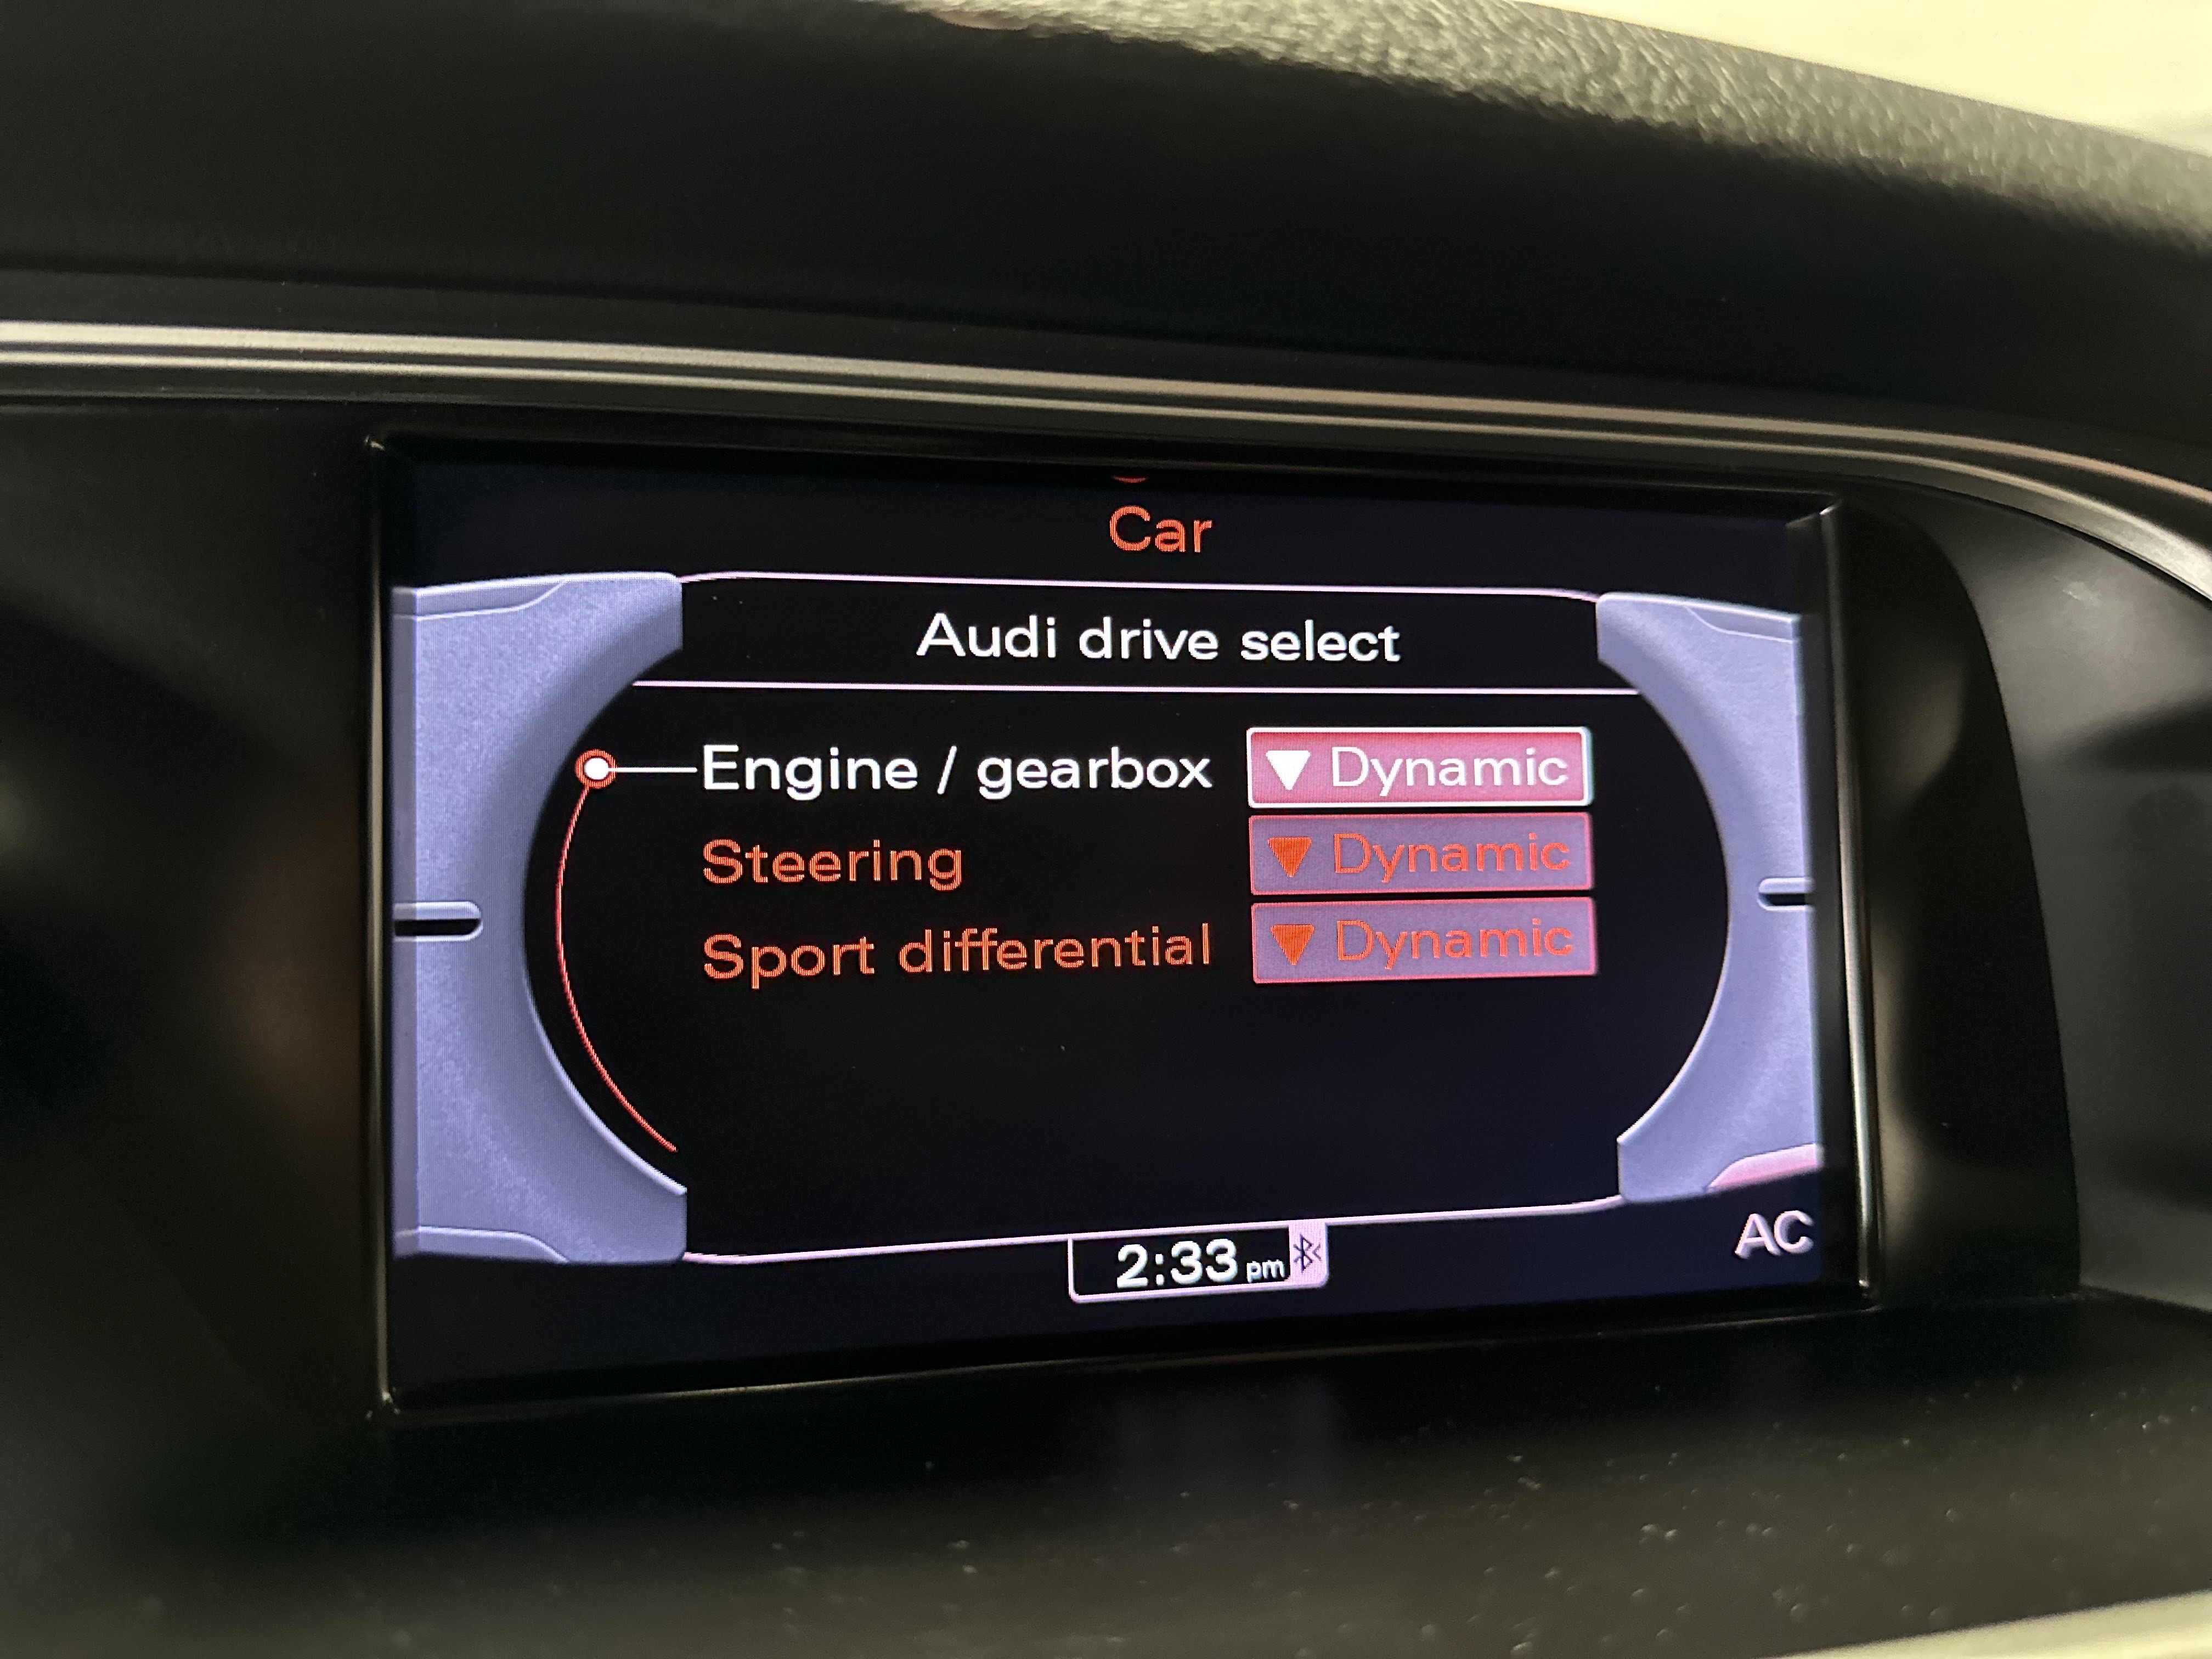 Car
Audi drive select
Engine / gearbox ▼ Dynamic
Steering ▼ Dynamic
Sport differential ▼ Dynamic
2:33 pm
AC